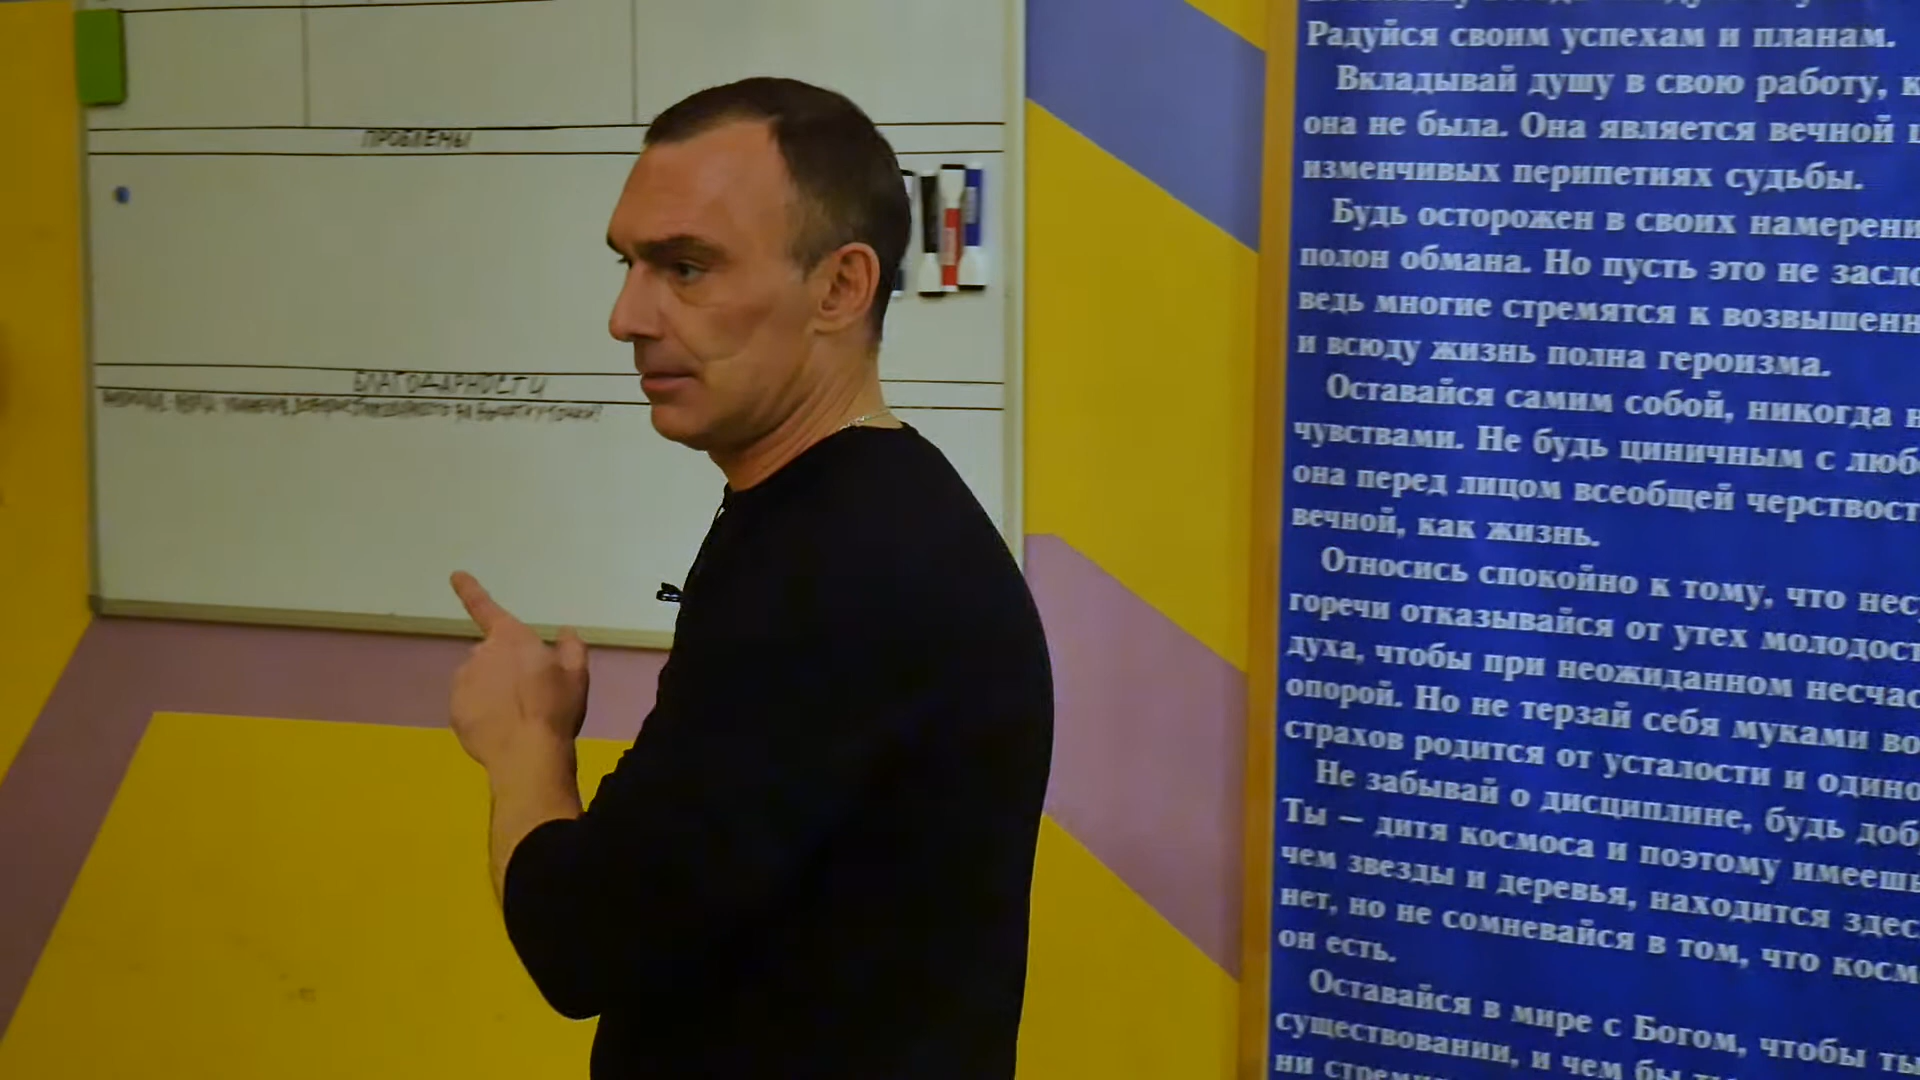 ПРОБЛЕМЫ
БЛАГОДАРНОСТИ
Радуйся своим успехам и планам.
Вкладывай душу в свою работу, к
она не была. Она является вечной ц
изменчивых перипетиях судьбы.
Будь осторожен в своих намерени
полон обмана. Но пусть это не засло
ведь многие стремятся к возвышенн
и всюду жизнь полна героизма.
Оставайся самим собой, никогда н
чувствами. Не будь циничным с люб
она перед лицом всеобщей черствост
вечной, как жизнь.
Относись спокойно к тому, что нес
горечи отказывайся от утех молодост
духа, чтобы при неожиданном несчас
опорой. Но не терзай себя муками во
страхов родится от усталости и одино
Не забывай о дисциплине, будь доб
Ты — дитя космоса и поэтому имеешь
чем звезды и деревья, находится здес
нет, но не сомневайся в том, что косм
он есть.
Оставайся в мире с Богом, чтобы ты
существовании, и чем бы